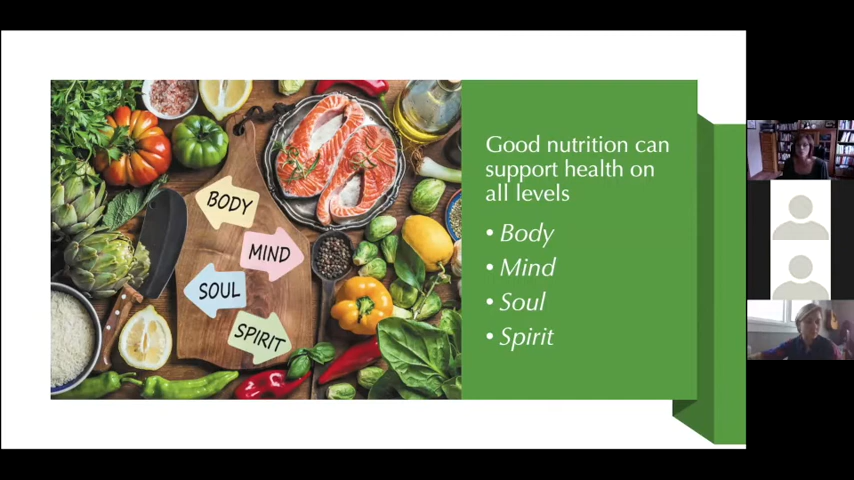 BODY
MIND
SOUL
SPIRIT
Good nutrition can
support health on
all levels
• Body
• Mind
• Soul
• Spirit